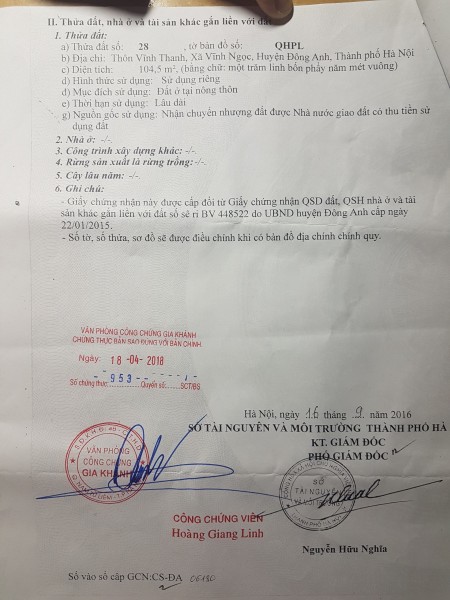 II. Thửa đất, nhà ở và tài sản khác gắn liền với đất
1. Thửa đất:
a) Thửa đất số: 28 , tờ bản đồ số: QHPL
b) Địa chỉ: Thôn Vĩnh Thanh, Xã Vĩnh Ngọc, Huyện Đông Anh, Thành phố Hà Nội
c) Diện tích: 104,5 m², (bằng chữ: một trăm linh bốn phẩy năm mét vuông)
d) Hình thức sử dụng: Sử dụng riêng
đ) Mục đích sử dụng: Đất ở tại nông thôn
e) Thời hạn sử dụng: Lâu dài
g) Nguồn gốc sử dụng: Nhận chuyển nhượng đất được Nhà nước giao đất có thu tiền sử
dụng đất
2. Nhà ở: -/-.
3. Công trình xây dựng khác: -/-.
4. Rừng sản xuất là rừng trồng: -/-.
5. Cây lâu năm: -/-.
6. Ghi chú:
- Giấy chứng nhận này được cấp đổi từ Giấy chứng nhận QSD đất, QSH nhà ở và tài
sản khác gắn liền với đất số sê ri BV 448522 do UBND huyện Đông Anh cấp ngày
22/01/2015.
- Số tờ, số thửa, sơ đồ sẽ được điều chỉnh khi có bản đồ địa chính chính quy.
VĂN PHÒNG CÔNG CHỨNG GIA KHÁNH
CHỨNG THỰC BẢN SAO ĐÚNG VỚI BẢN CHÍNH
Ngày: 18-04-2018
Số chứng thực: 953 Quyển số: SCT/BS
Hà Nội, ngày 16 tháng 9 năm 2016
SỞ TÀI NGUYÊN VÀ MÔI TRƯỜNG THÀNH PHỐ HÀ
KT. GIÁM ĐỐC
PHÓ GIÁM ĐỐC
VĂN PHÒNG
CÔNG CHỨNG
GIA KHÁNH
SỞ
TÀI NGUYÊN
CÔNG CHỨNG VIÊN
Hoàng Giang Linh
Nguyễn Hữu Nghĩa
Số vào sổ cấp GCN:CS-ĐA 06130